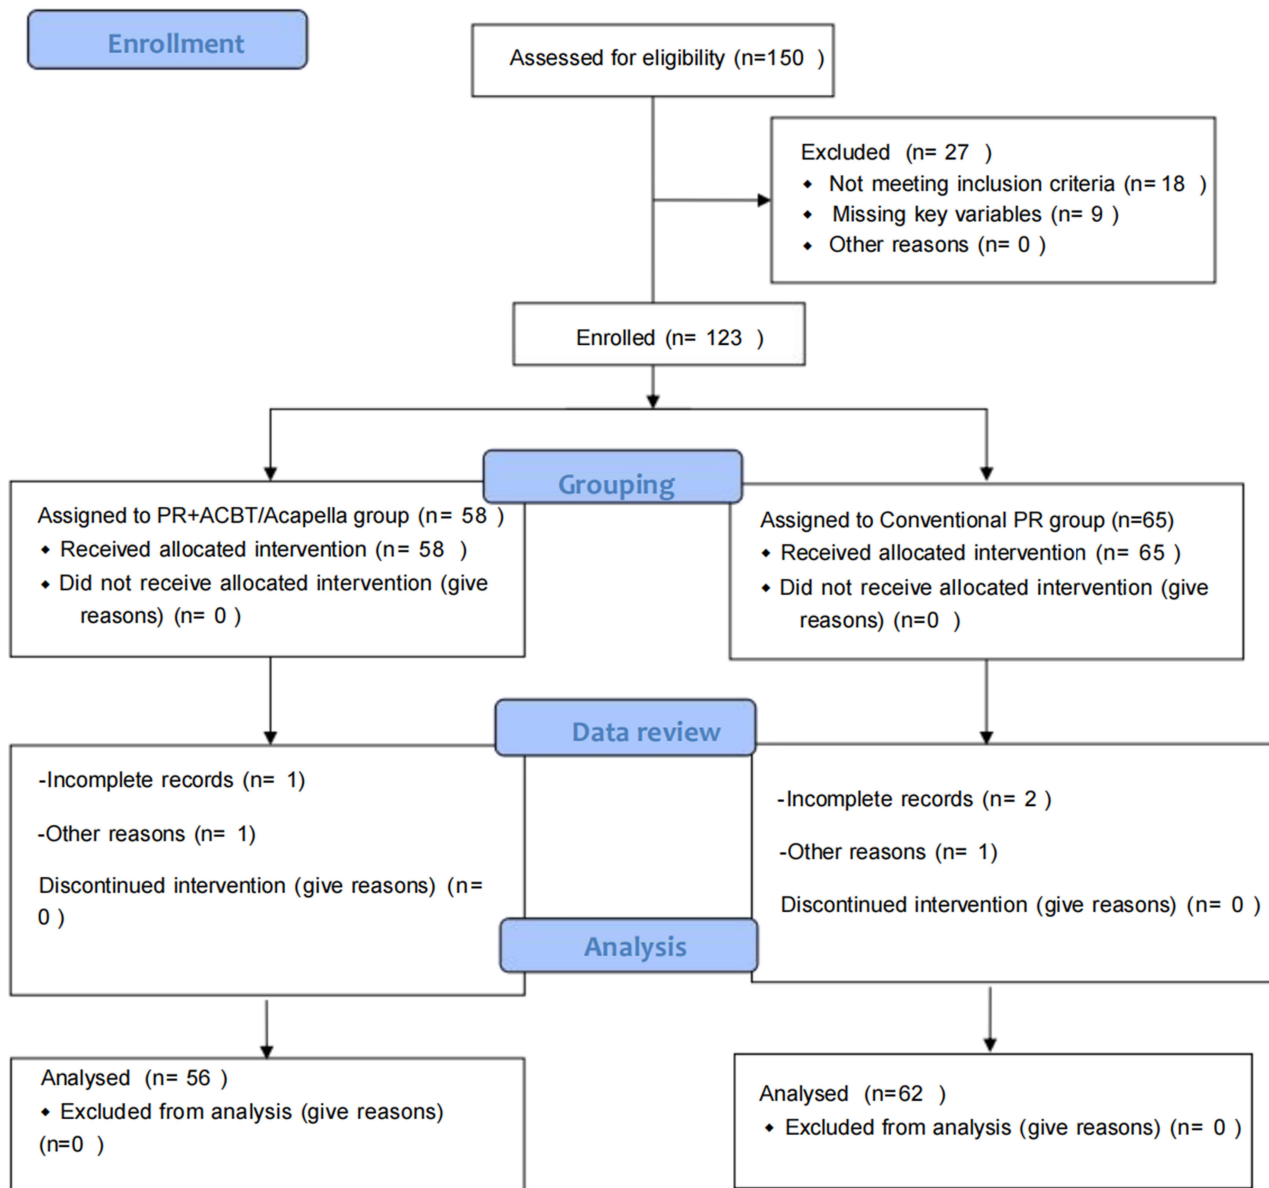 Enrollment
Assessed for eligibility (n=150 )
Excluded (n= 27 )
◆ Not meeting inclusion criteria (n= 18 )
◆ Missing key variables (n= 9 )
◆ Other reasons (n= 0 )
Enrolled (n= 123 )
Grouping
Assigned to PR+ACBT/Acapella group (n= 58 )
◆ Received allocated intervention (n= 58 )
◆ Did not receive allocated intervention (give
reasons) (n= 0 )
Assigned to Conventional PR group (n=65)
◆ Received allocated intervention (n= 65 )
◆ Did not receive allocated intervention (give
reasons) (n=0 )
Data review
-Incomplete records (n= 1)
-Other reasons (n= 1)
Discontinued intervention (give reasons) (n=
0 )
-Incomplete records (n= 2 )
-Other reasons (n= 1)
Discontinued intervention (give reasons) (n= 0 )
Analysis
Analysed (n= 56 )
◆ Excluded from analysis (give reasons)
(n=0 )
Analysed (n=62 )
◆ Excluded from analysis (give reasons) (n= 0 )